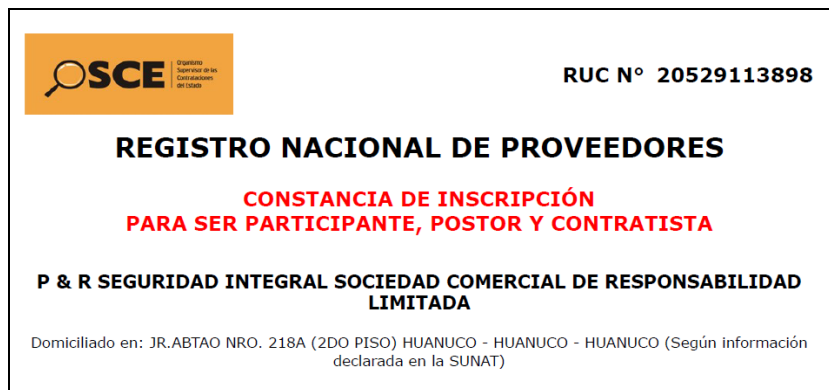 OSCE
Organismo
Supervisor de las
Contrataciones
del Estado
RUC N° 20529113898
REGISTRO NACIONAL DE PROVEEDORES
CONSTANCIA DE INSCRIPCIÓN
PARA SER PARTICIPANTE, POSTOR Y CONTRATISTA
P & R SEGURIDAD INTEGRAL SOCIEDAD COMERCIAL DE RESPONSABILIDAD
LIMITADA
Domiciliado en: JR.ABTAO NRO. 218A (2DO PISO) HUANUCO - HUANUCO - HUANUCO (Según información
declarada en la SUNAT)